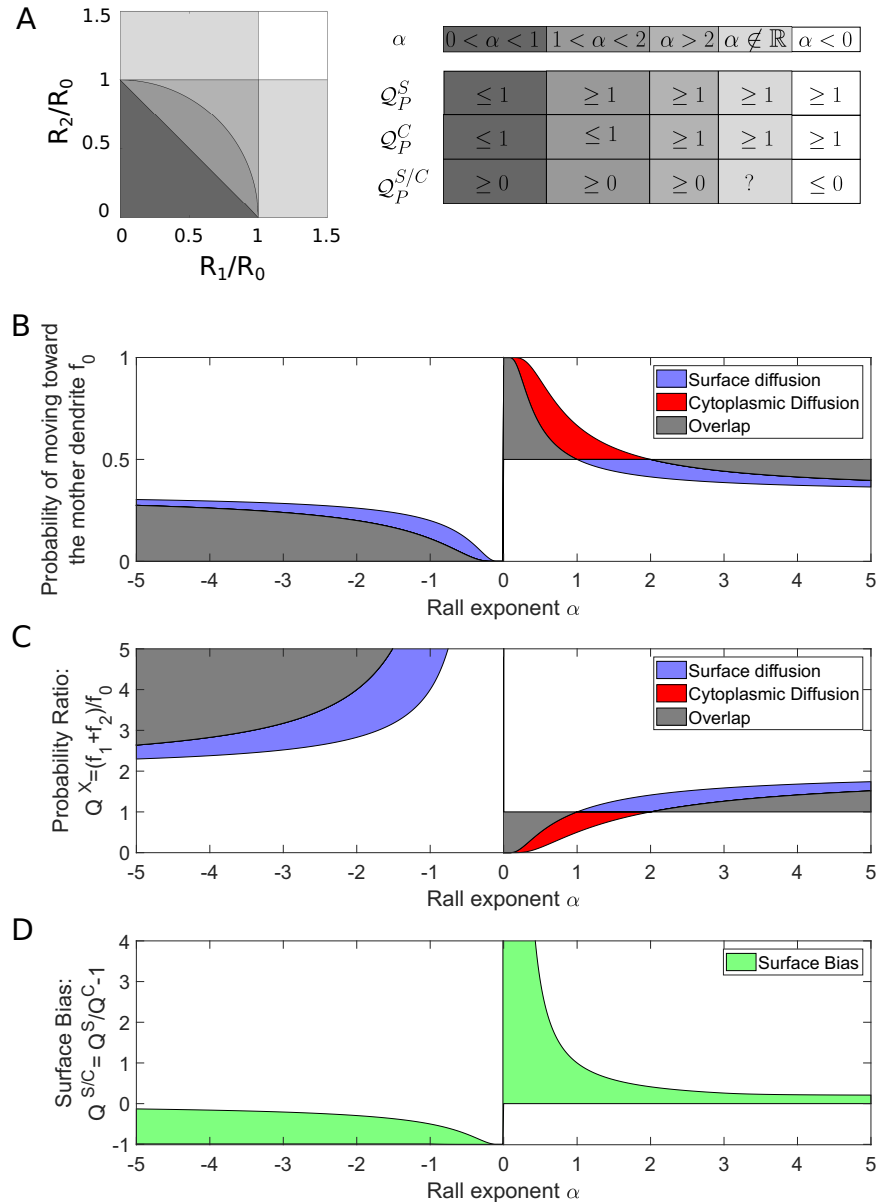 A
1.5
1
0.5
0
R₂/R₀
0 0.5 1 1.5
R₁/R₀
α 0 < α < 1 1 < α < 2 α > 2 α ∉ ℝ α < 0
𝒬_P^S ≤ 1 ≥ 1 ≥ 1 ≥ 1 ≥ 1
𝒬_P^C ≤ 1 ≤ 1 ≥ 1 ≥ 1 ≥ 1
𝒬_P^{S/C} ≥ 0 ≥ 0 ≥ 0 ? ≤ 0
B
Probability of moving toward
the mother dendrite f_0
1
0.5
0
Surface diffusion
Cytoplasmic Diffusion
Overlap
-5 -4 -3 -2 -1 0 1 2 3 4 5
Rall exponent α
C
Probability Ratio:
Q^X=(f_1+f_2)/f_0
5
4
3
2
1
0
Surface diffusion
Cytoplasmic Diffusion
Overlap
-5 -4 -3 -2 -1 0 1 2 3 4 5
Rall exponent α
D
Surface Bias:
Q^{S/C}= Q^S/Q^C-1
4
3
2
1
0
-1
Surface Bias
-5 -4 -3 -2 -1 0 1 2 3 4 5
Rall exponent α